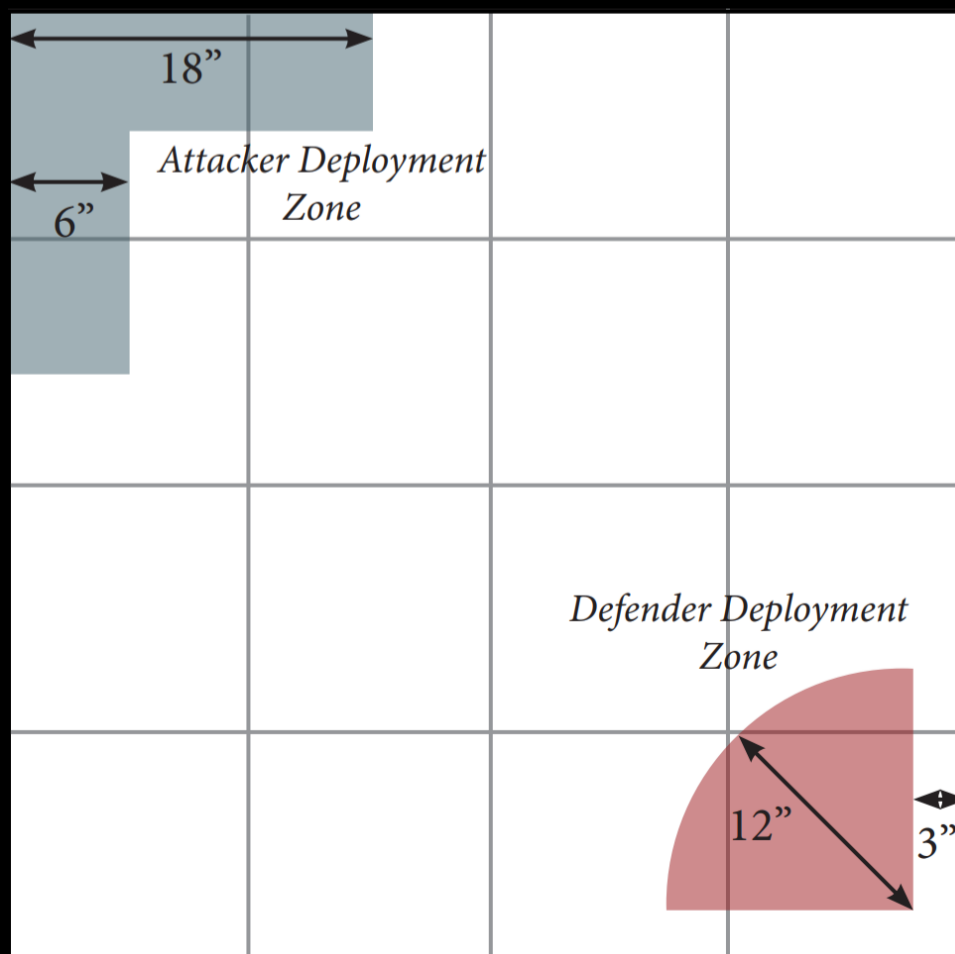 18”
Attacker Deployment
Zone
6”
Defender Deployment
Zone
12”
3”